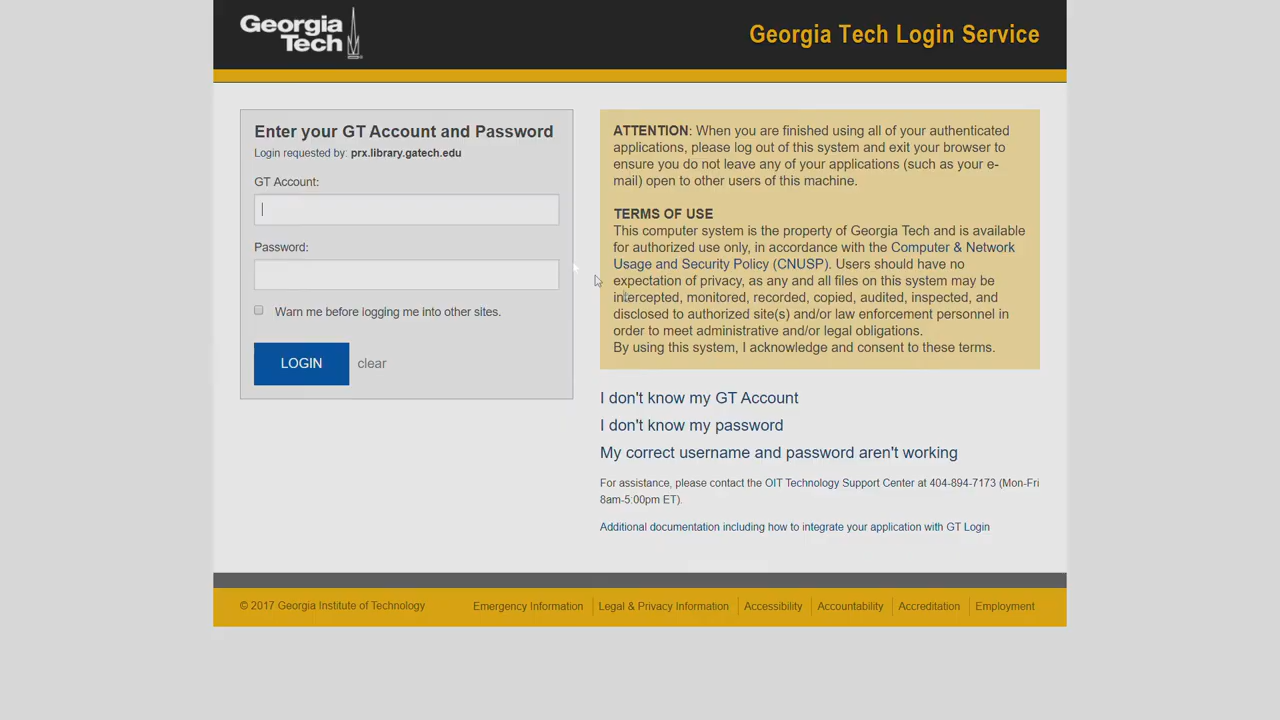 Georgia
Tech
Georgia Tech Login Service
Enter your GT Account and Password
Login requested by: prx.library.gatech.edu
GT Account:
Password:
Warn me before logging me into other sites.
LOGIN clear
ATTENTION: When you are finished using all of your authenticated
applications, please log out of this system and exit your browser to
ensure you do not leave any of your applications (such as your e-
mail) open to other users of this machine.
TERMS OF USE
This computer system is the property of Georgia Tech and is available
for authorized use only, in accordance with the Computer & Network
Usage and Security Policy (CNUSP). Users should have no
expectation of privacy, as any and all files on this system may be
intercepted, monitored, recorded, copied, audited, inspected, and
disclosed to authorized site(s) and/or law enforcement personnel in
order to meet administrative and/or legal obligations.
By using this system, I acknowledge and consent to these terms.
I don't know my GT Account
I don't know my password
My correct username and password aren't working
For assistance, please contact the OIT Technology Support Center at 404-894-7173 (Mon-Fri
8am-5:00pm ET).
Additional documentation including how to integrate your application with GT Login
© 2017 Georgia Institute of Technology
Emergency Information Legal & Privacy Information Accessibility Accountability Accreditation Employment